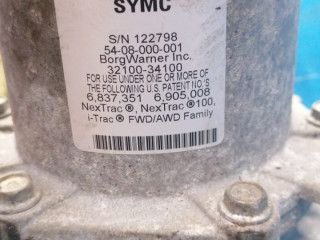 SYMC
S/N 122798
54-08-000-001
BorgWarner Inc.
32100-34100
FOR USE UNDER ONE OR MORE OF
THE FOLLOWING U.S. PATENT NO.'S
6,837,351 6,905,008
NexTrac®, NexTrac®100,
i-Trac® FWD/AWD Family